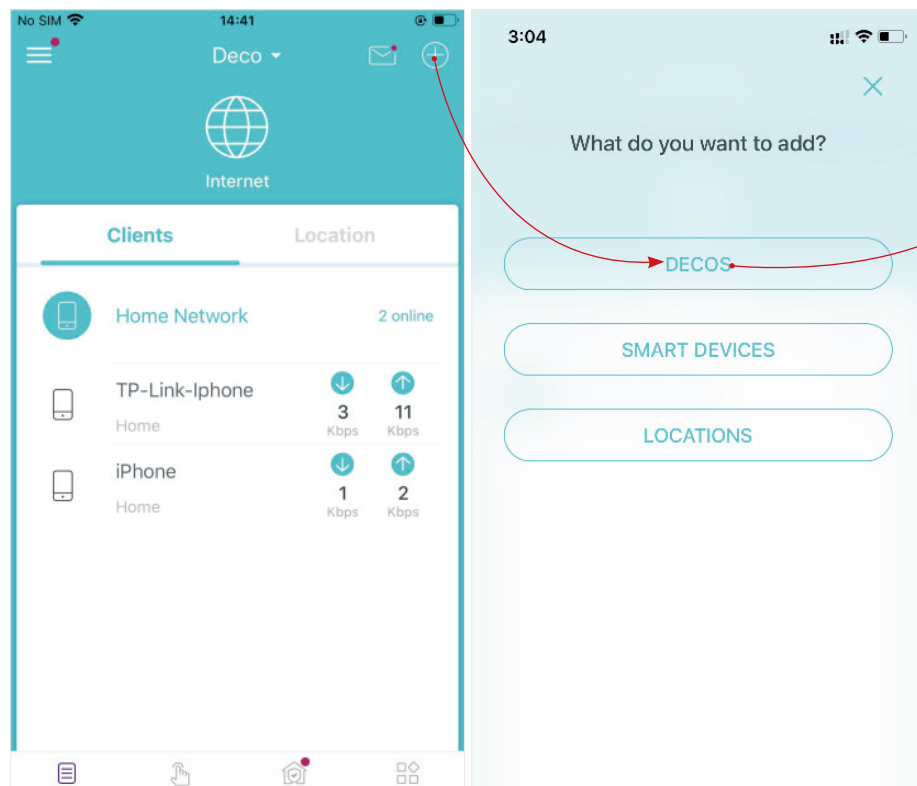 No SIM 14:41
Deco
Internet
Clients Location
Home Network 2 online
TP-Link-Iphone
Home
3 11
Kbps Kbps
iPhone
Home
1 2
Kbps Kbps
3:04
What do you want to add?
DECOS
SMART DEVICES
LOCATIONS